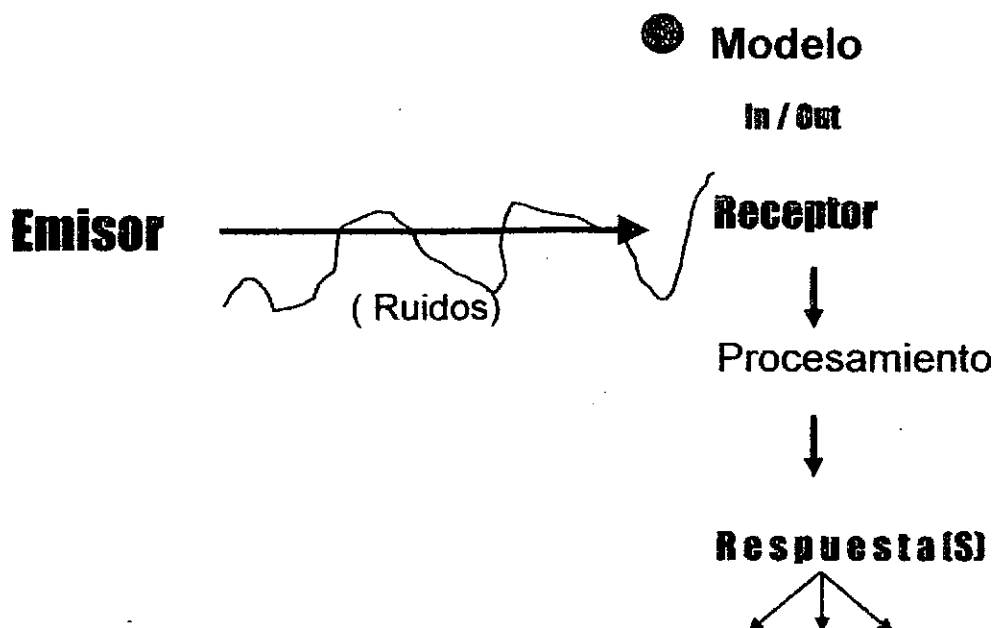 Modelo
In / Out
Emisor
Receptor
( Ruidos)
Procesamiento
Respuesta(S)